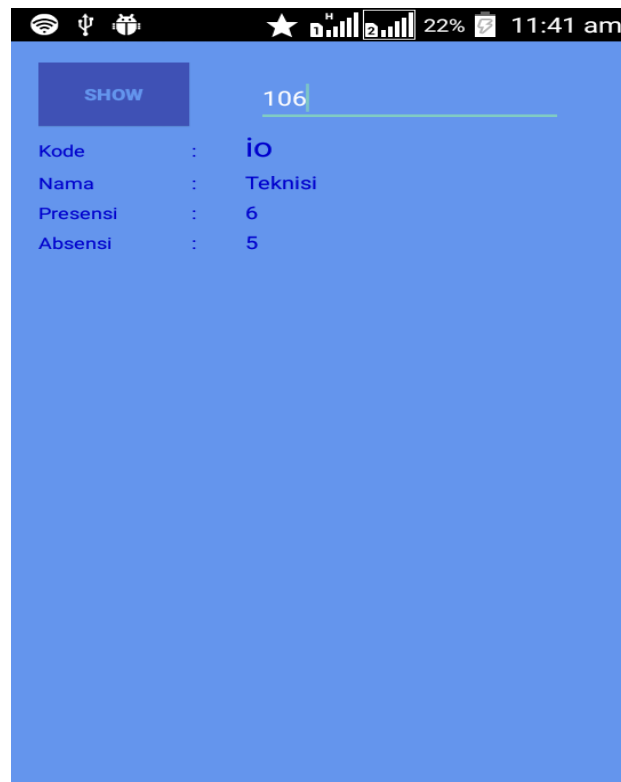 22% 11:41 am
SHOW 106
Kode : io
Nama : Teknisi
Presensi : 6
Absensi : 5